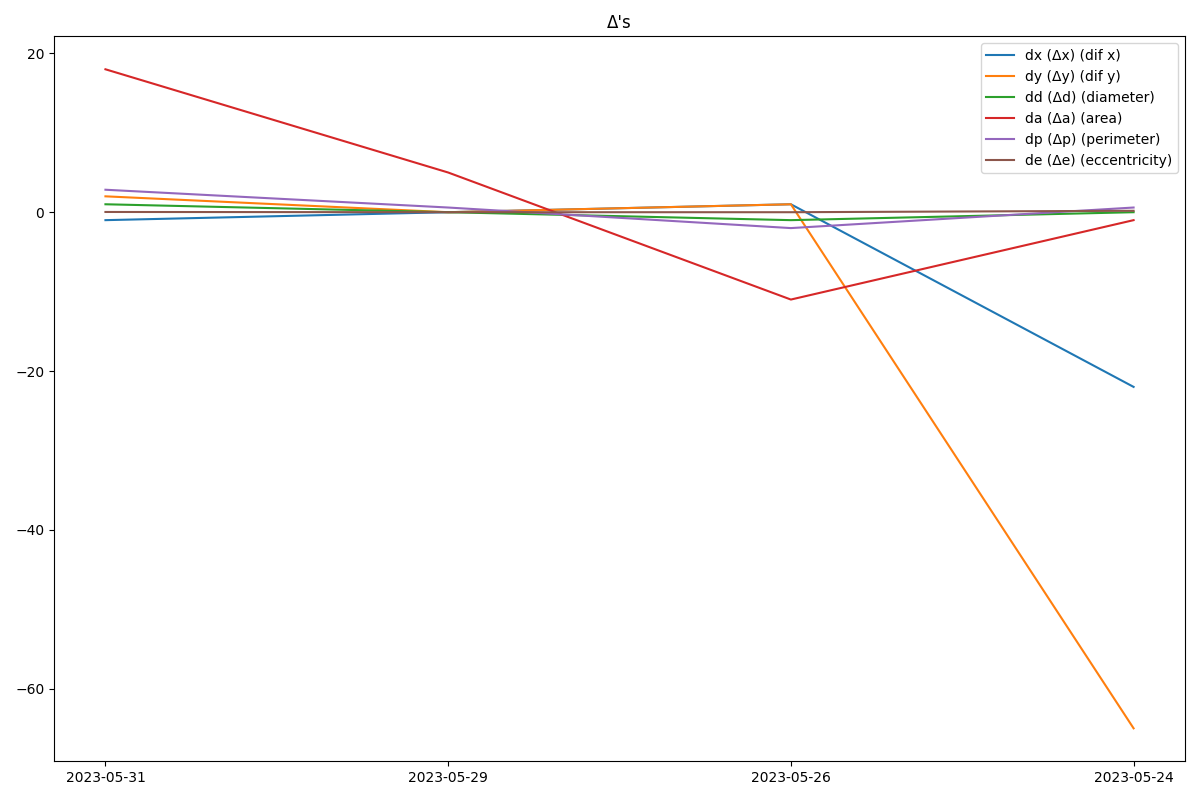 Δ's
20
0
−20
−40
−60
dx (Δx) (dif x)
dy (Δy) (dif y)
dd (Δd) (diameter)
da (Δa) (area)
dp (Δp) (perimeter)
de (Δe) (eccentricity)
2023-05-31
2023-05-29
2023-05-26
2023-05-24